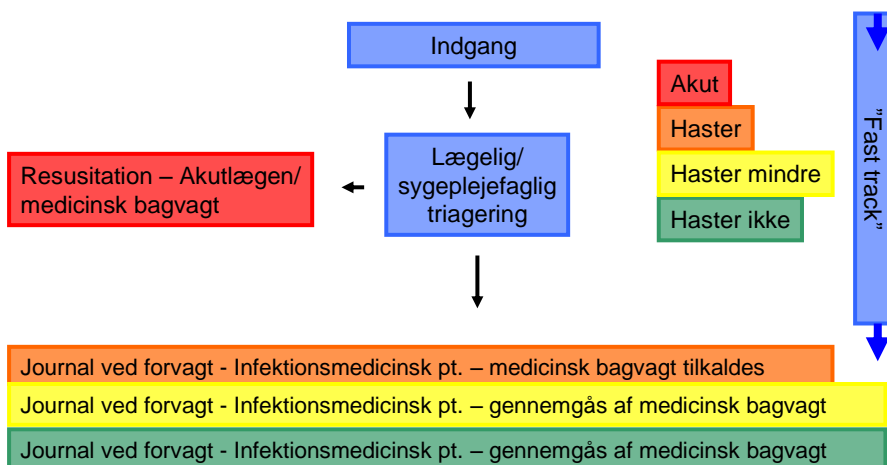 Indgang
Lægelig/
sygeplejefaglig
triagering
Resusitation – Akutlægen/
medicinsk bagvagt
Akut
Haster
Haster mindre
Haster ikke
”Fast track”
Journal ved forvagt - Infektionsmedicinsk pt. – medicinsk bagvagt tilkaldes
Journal ved forvagt - Infektionsmedicinsk pt. – gennemgås af medicinsk bagvagt
Journal ved forvagt - Infektionsmedicinsk pt. – gennemgås af medicinsk bagvagt